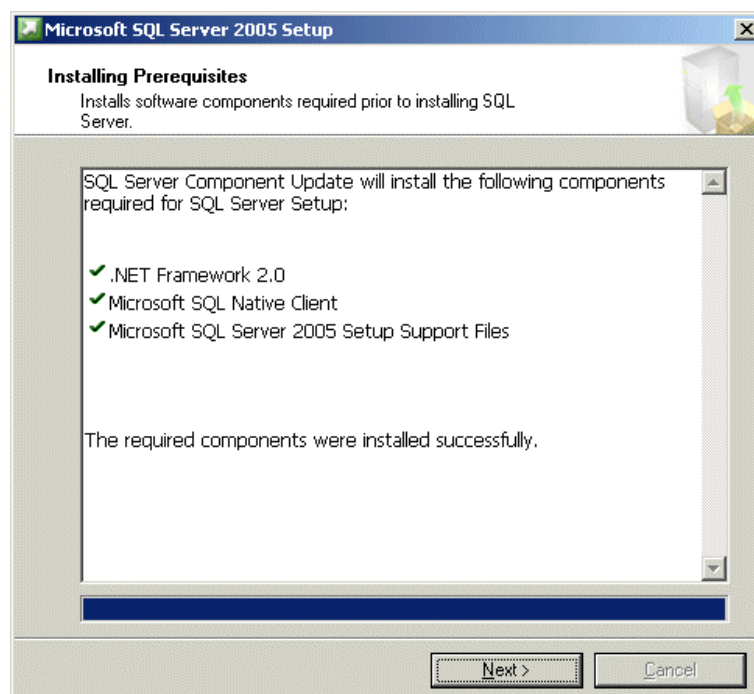 Microsoft SQL Server 2005 Setup
Installing Prerequisites
Installs software components required prior to installing SQL
Server.
SQL Server Component Update will install the following components
required for SQL Server Setup:
.NET Framework 2.0
Microsoft SQL Native Client
Microsoft SQL Server 2005 Setup Support Files
The required components were installed successfully.
Next >
Cancel